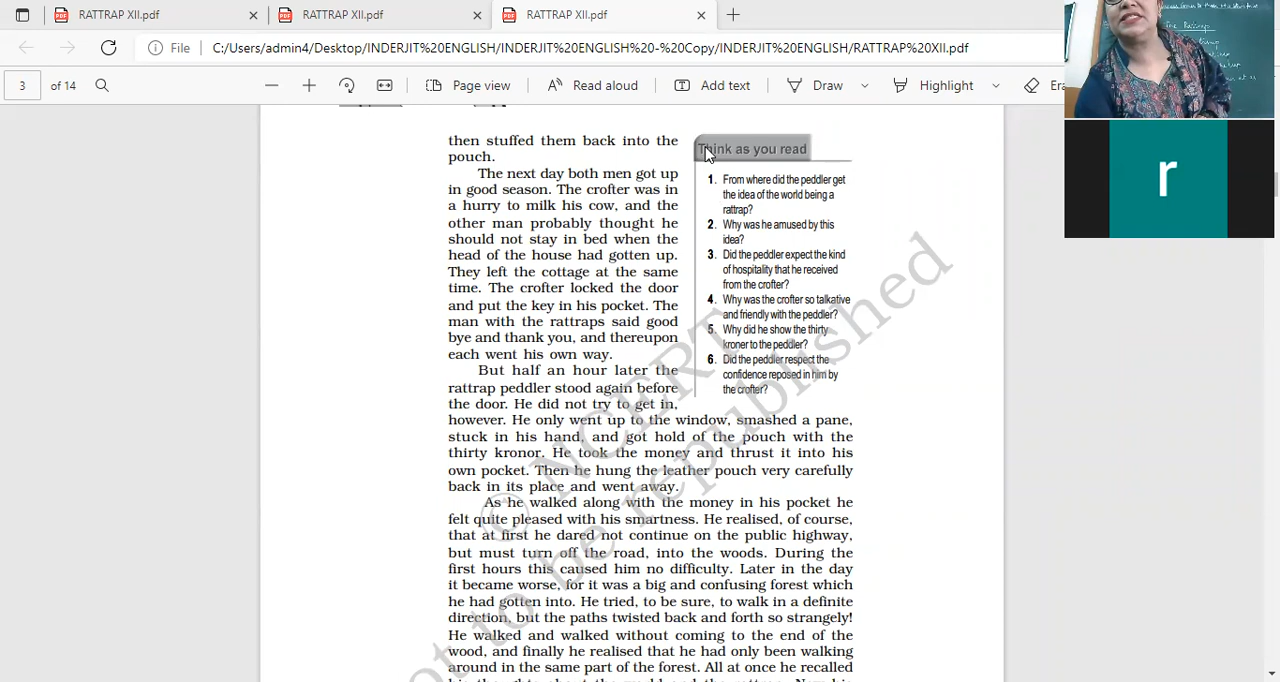 RATTRAP XII.pdf
RATTRAP XII.pdf
RATTRAP XII.pdf
File
C:/Users/admin4/Desktop/INDERJIT%20ENGLISH/INDERJIT%20ENGLISH%20-%20Copy/INDERJIT%20ENGLISH/RATTRAP%20XII.pdf
3 of 14
Page view
Read aloud
Add text
Draw
Highlight
Era
then stuffed them back into the
pouch.
The next day both men got up
in good season. The crofter was in
a hurry to milk his cow, and the
other man probably thought he
should not stay in bed when the
head of the house had gotten up.
They left the cottage at the same
time. The crofter locked the door
and put the key in his pocket. The
man with the rattraps said good
bye and thank you, and thereupon
each went his own way.
But half an hour later the
rattrap peddler stood again before
the door. He did not try to get in,
however. He only went up to the window, smashed a pane,
stuck in his hand, and got hold of the pouch with the
thirty kronor. He took the money and thrust it into his
own pocket. Then he hung the leather pouch very carefully
back in its place and went away.
As he walked along with the money in his pocket he
felt quite pleased with his smartness. He realised, of course,
that at first he dared not continue on the public highway,
but must turn off the road, into the woods. During the
first hours this caused him no difficulty. Later in the day
it became worse, for it was a big and confusing forest which
he had gotten into. He tried, to be sure, to walk in a definite
direction, but the paths twisted back and forth so strangely!
He walked and walked without coming to the end of the
wood, and finally he realised that he had only been walking
around in the same part of the forest. All at once he recalled
Think as you read
1. From where did the peddler get
the idea of the world being a
rattrap?
2. Why was he amused by this
idea?
3. Did the peddler expect the kind
of hospitality that he received
from the crofter?
4. Why was the crofter so talkative
and friendly with the peddler?
5. Why did he show the thirty
kroner to the peddler?
6. Did the peddler respect the
confidence reposed in him by
the crofter?
© NCERT
not to be republished
r